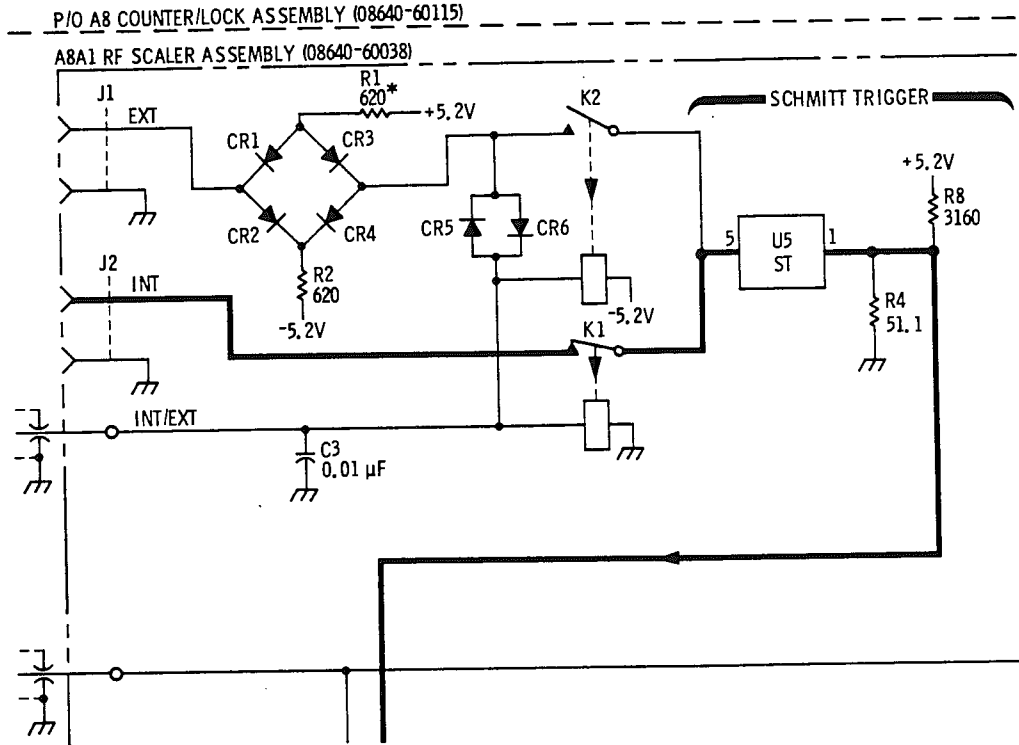 P/O A8 COUNTER/LOCK ASSEMBLY (08640-60115)
A8A1 RF SCALER ASSEMBLY (08640-60038)
J1
EXT
R1
620*
+5.2V
CR1
CR3
CR2
CR4
R2
620
-5.2V
K2
SCHMITT TRIGGER
CR5
CR6
-5.2V
+5.2V
R8
3160
5
U5
ST
1
R4
51.1
J2
INT
K1
INT/EXT
C3
0.01 μF